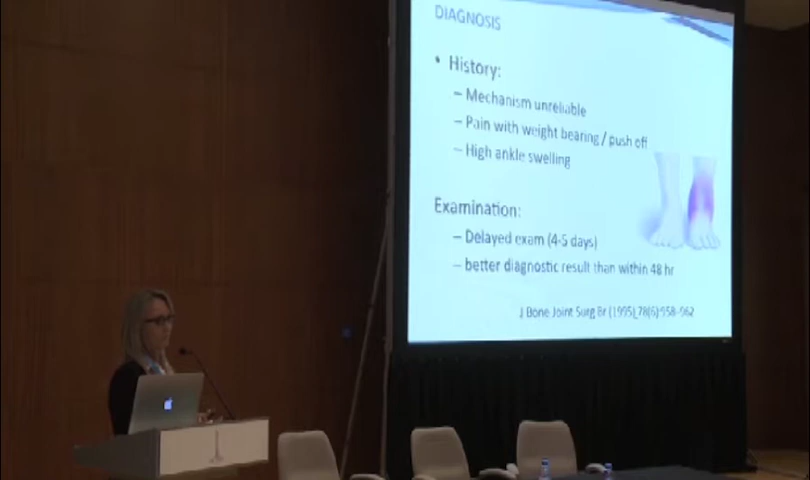 DIAGNOSIS
• History:
– Mechanism unreliable
– Pain with weight bearing / push off
– High ankle swelling
Examination:
– Delayed exam (4-5 days)
– better diagnostic result than within 48 hr
J Bone Joint Surg Br (1995),78(6):958-962